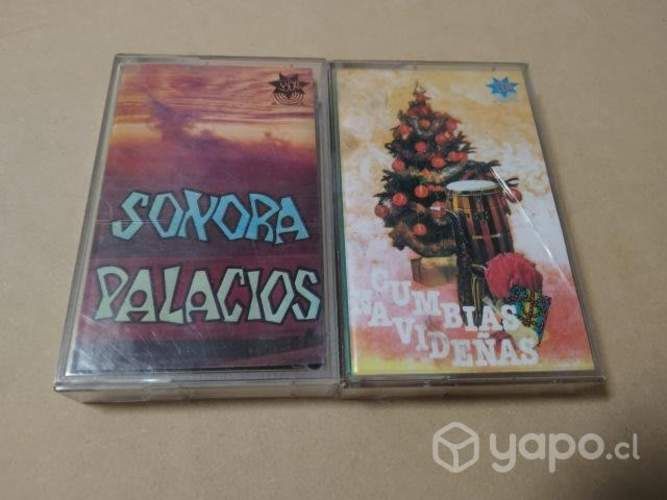 SONORA
PALACIOS
CUMBIAS
NAVIDEÑAS
yapo.cl